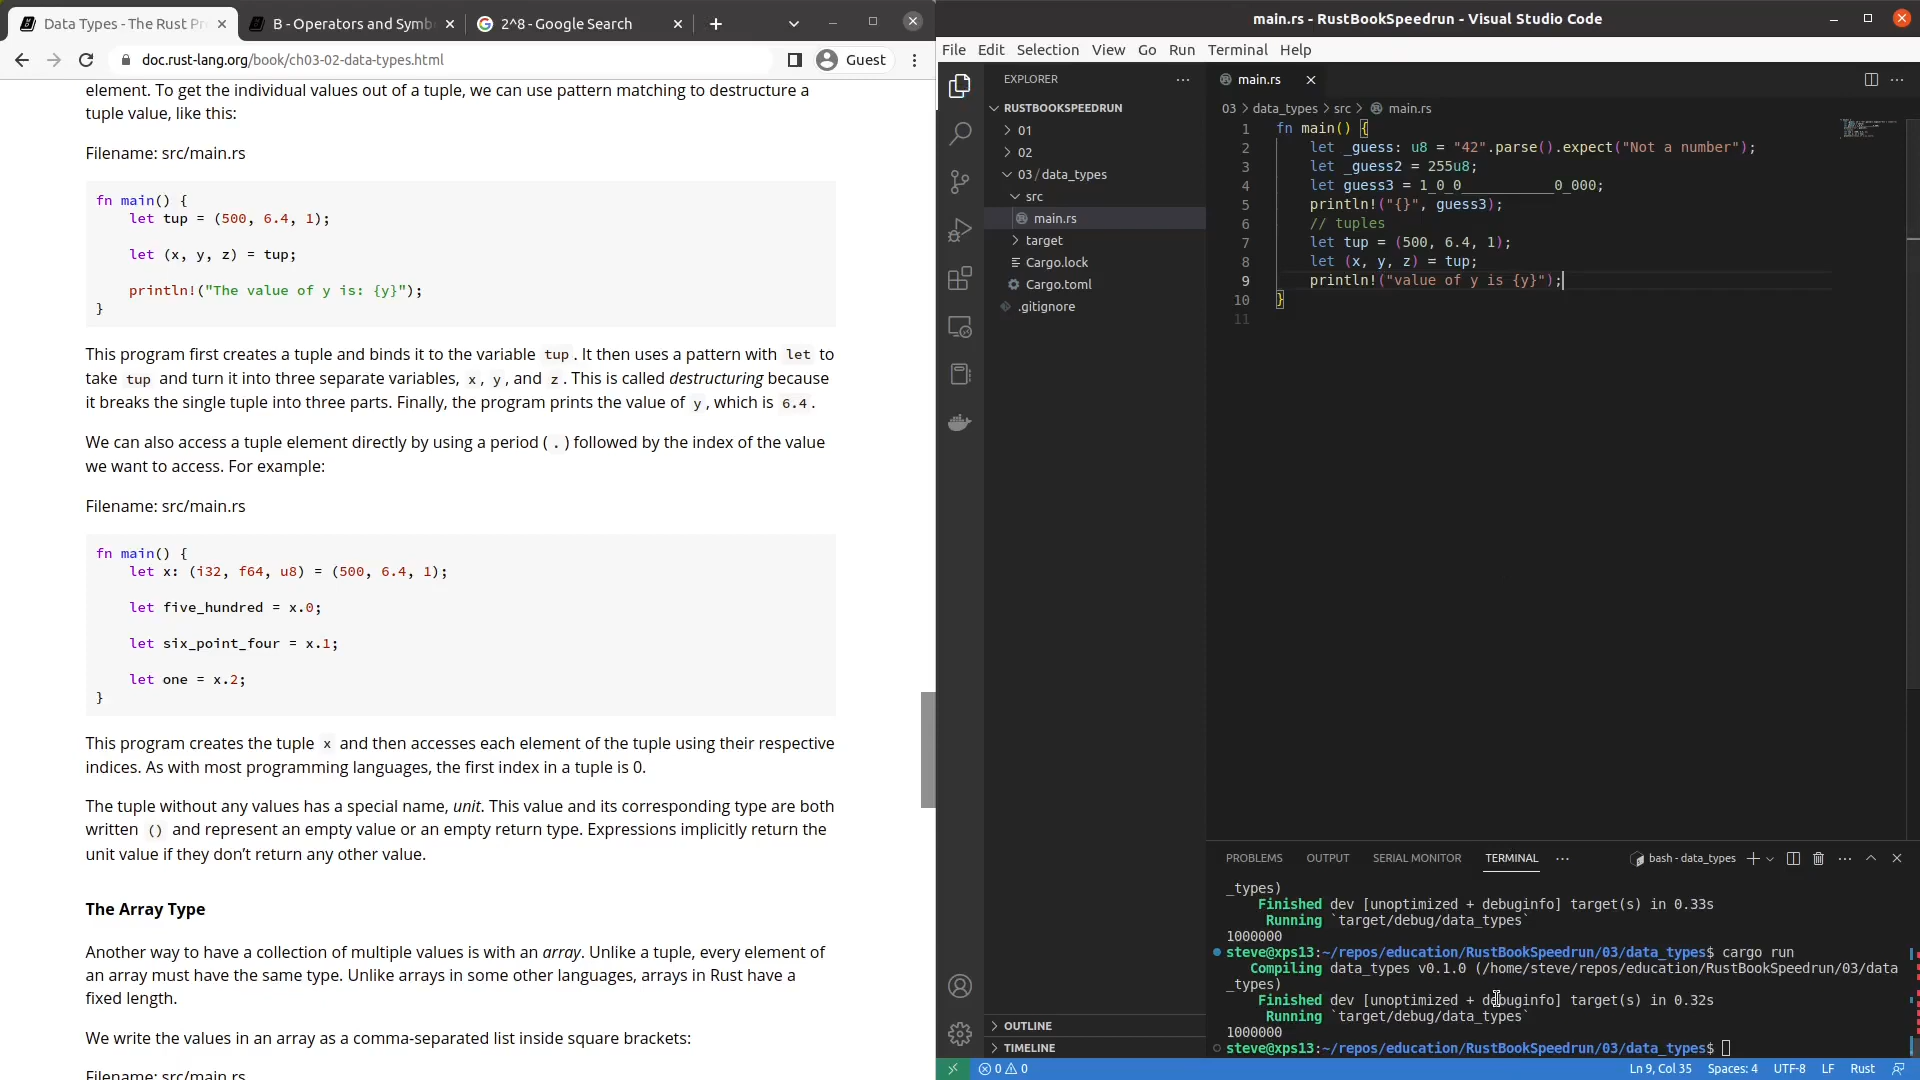 Data Types - The Rust Pr
B - Operators and Symb
2^8 - Google Search
doc.rust-lang.org/book/ch03-02-data-types.html
Guest
element. To get the individual values out of a tuple, we can use pattern matching to destructure a
tuple value, like this:
Filename: src/main.rs
fn main() {
    let tup = (500, 6.4, 1);
    let (x, y, z) = tup;
    println!("The value of y is: {y}");
}
This program first creates a tuple and binds it to the variable tup. It then uses a pattern with let to
take tup and turn it into three separate variables, x, y, and z. This is called destructuring because
it breaks the single tuple into three parts. Finally, the program prints the value of y, which is 6.4.
We can also access a tuple element directly by using a period (.) followed by the index of the value
we want to access. For example:
Filename: src/main.rs
fn main() {
    let x: (i32, f64, u8) = (500, 6.4, 1);
    let five_hundred = x.0;
    let six_point_four = x.1;
    let one = x.2;
}
This program creates the tuple x and then accesses each element of the tuple using their respective
indices. As with most programming languages, the first index in a tuple is 0.
The tuple without any values has a special name, unit. This value and its corresponding type are both
written () and represent an empty value or an empty return type. Expressions implicitly return the
unit value if they don’t return any other value.
The Array Type
Another way to have a collection of multiple values is with an array. Unlike a tuple, every element of
an array must have the same type. Unlike arrays in some other languages, arrays in Rust have a
fixed length.
We write the values in an array as a comma-separated list inside square brackets:
Filename: src/main.rs
main.rs - RustBookSpeedrun - Visual Studio Code
File Edit Selection View Go Run Terminal Help
EXPLORER
RUSTBOOKSPEEDRUN
01
02
03 / data_types
src
main.rs
target
Cargo.lock
Cargo.toml
.gitignore
OUTLINE
TIMELINE
main.rs
03 > data_types > src > main.rs
1 fn main() {
2     let _guess: u8 = "42".parse().expect("Not a number");
3     let _guess2 = 255u8;
4     let guess3 = 1_0_0___________0_000;
5     println!("{}", guess3);
6     // tuples
7     let tup = (500, 6.4, 1);
8     let (x, y, z) = tup;
9     println!("value of y is {y}");
10 }
11
PROBLEMS OUTPUT SERIAL MONITOR TERMINAL
bash - data_types
_types)
Finished dev [unoptimized + debuginfo] target(s) in 0.33s
Running `target/debug/data_types`
1000000
steve@xps13:~/repos/education/RustBookSpeedrun/03/data_types$ cargo run
Compiling data_types v0.1.0 (/home/steve/repos/education/RustBookSpeedrun/03/data
_types)
Finished dev [unoptimized + debuginfo] target(s) in 0.32s
Running `target/debug/data_types`
1000000
steve@xps13:~/repos/education/RustBookSpeedrun/03/data_types$
0 0
Ln 9, Col 35 Spaces: 4 UTF-8 LF Rust